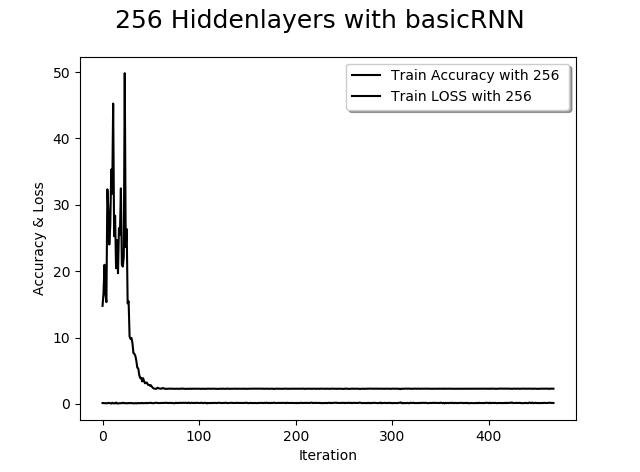 256 Hiddenlayers with basicRNN
Train Accuracy with 256
Train LOSS with 256
50
40
30
20
10
0
Accuracy & Loss
0 100 200 300 400
Iteration